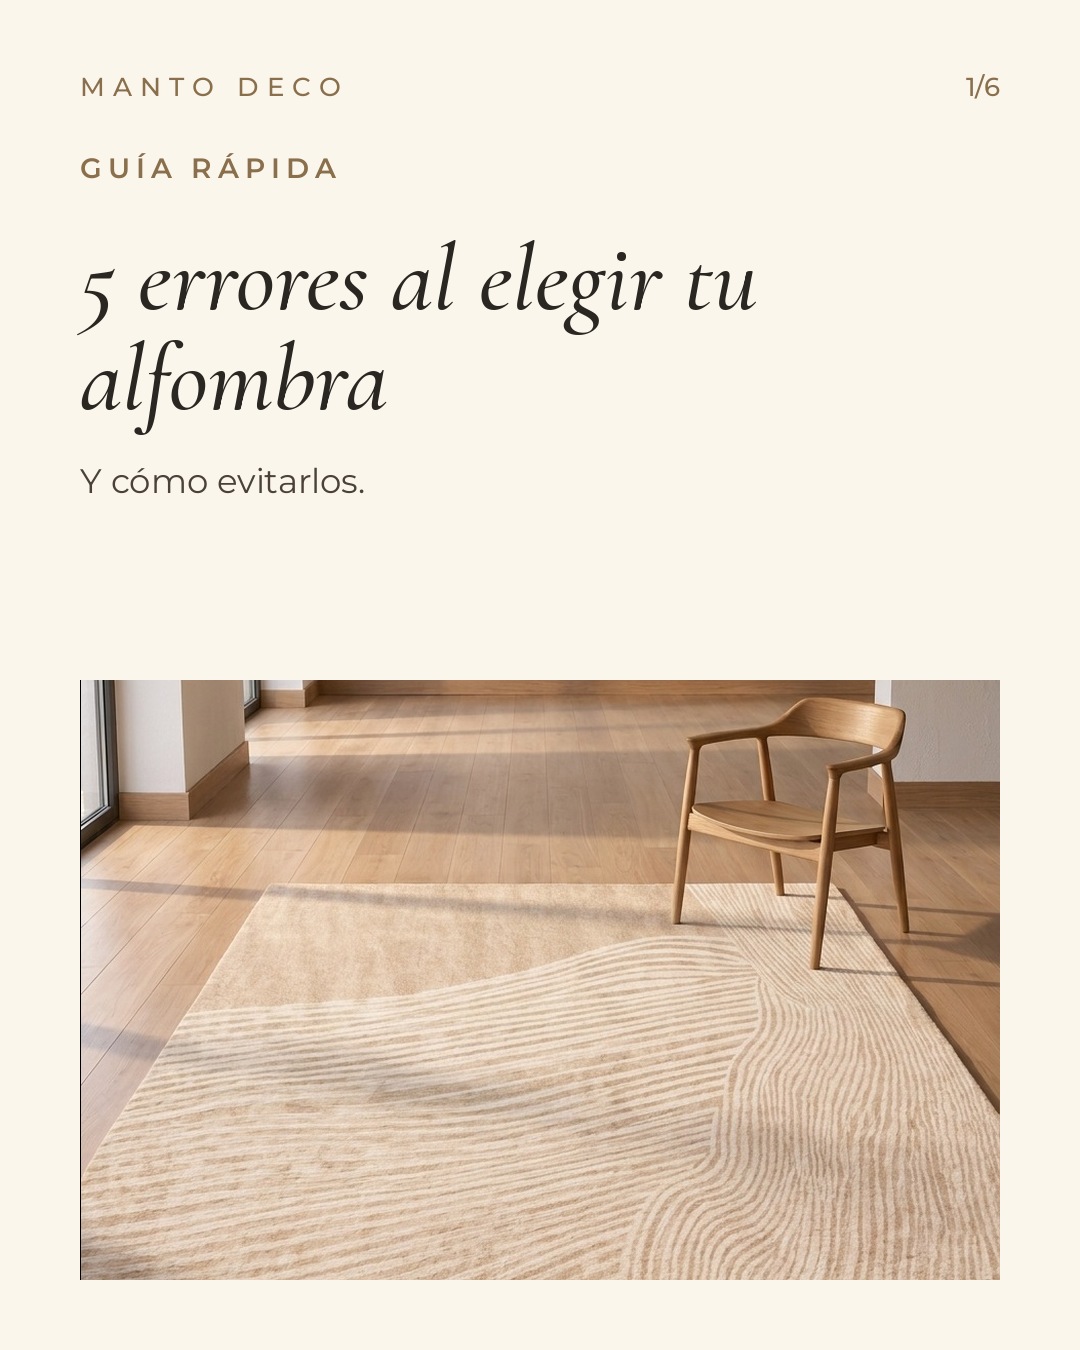 MANTO DECO
1/6
GUÍA RÁPIDA
5 errores al elegir tu
alfombra
Y cómo evitarlos.